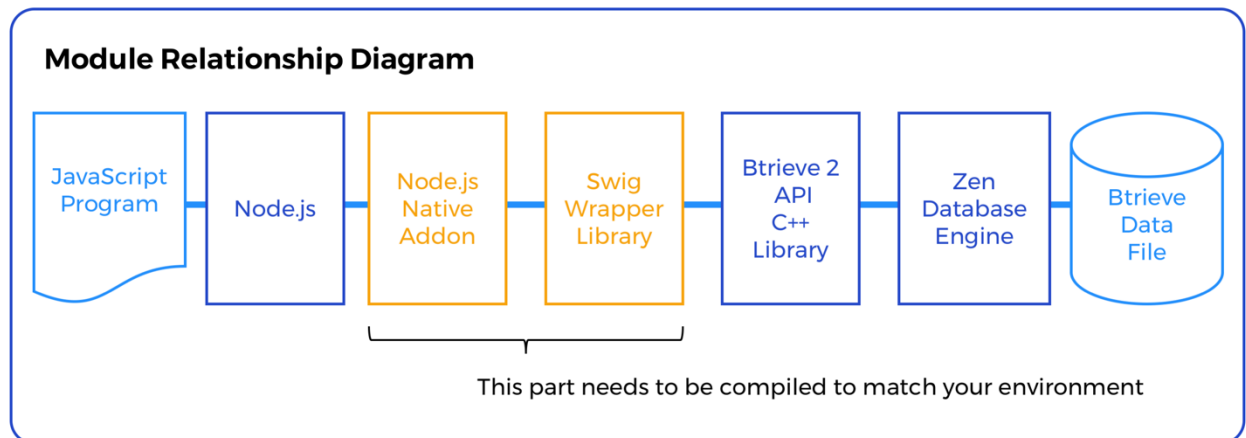 Module Relationship Diagram
JavaScript
Program
Node.js
Node.js
Native
Addon
Swig
Wrapper
Library
Btrieve 2
API
C++
Library
Zen
Database
Engine
Btrieve
Data
File
This part needs to be compiled to match your environment